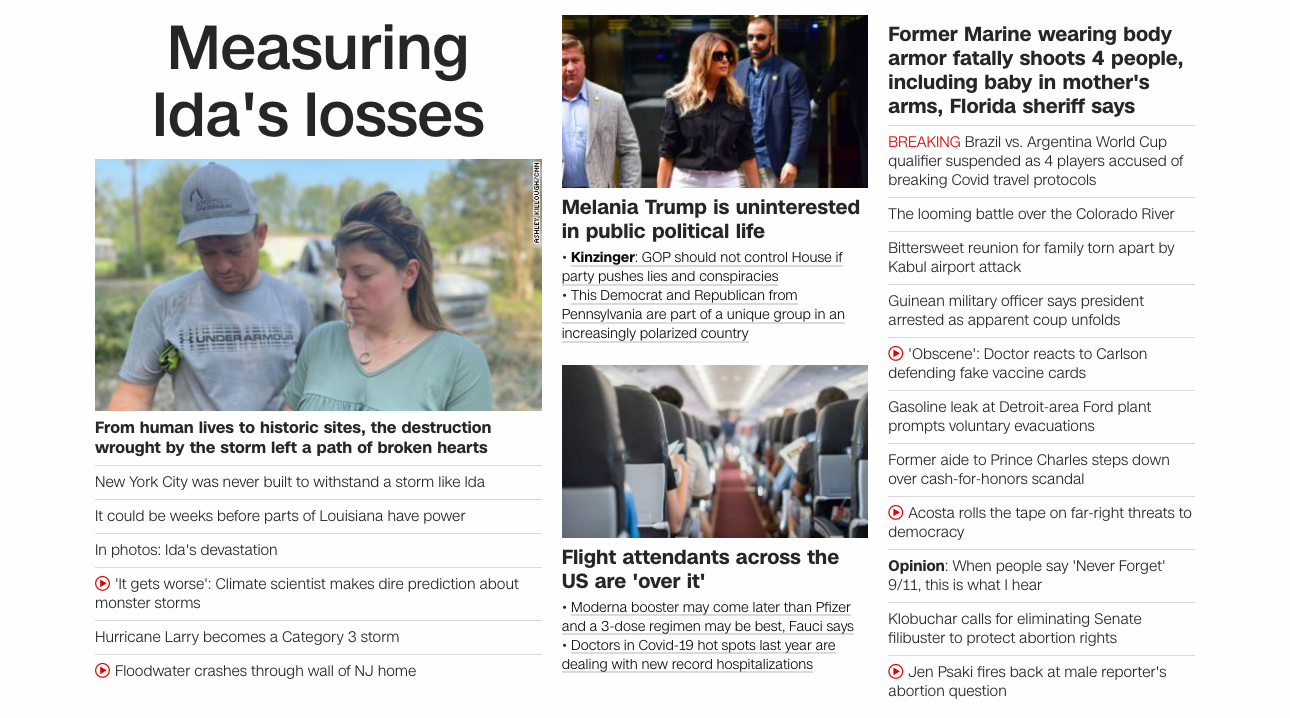 Measuring
Ida's losses
ASHLEY KILLOUGH/CNN
UNDER ARMOUR
From human lives to historic sites, the destruction
wrought by the storm left a path of broken hearts
New York City was never built to withstand a storm like Ida
It could be weeks before parts of Louisiana have power
In photos: Ida's devastation
'It gets worse': Climate scientist makes dire prediction about
monster storms
Hurricane Larry becomes a Category 3 storm
Floodwater crashes through wall of NJ home
Melania Trump is uninterested
in public political life
• Kinzinger: GOP should not control House if
party pushes lies and conspiracies
• This Democrat and Republican from
Pennsylvania are part of a unique group in an
increasingly polarized country
Flight attendants across the
US are 'over it'
• Moderna booster may come later than Pfizer
and a 3-dose regimen may be best, Fauci says
• Doctors in Covid-19 hot spots last year are
dealing with new record hospitalizations
Former Marine wearing body
armor fatally shoots 4 people,
including baby in mother's
arms, Florida sheriff says
BREAKING Brazil vs. Argentina World Cup
qualifier suspended as 4 players accused of
breaking Covid travel protocols
The looming battle over the Colorado River
Bittersweet reunion for family torn apart by
Kabul airport attack
Guinean military officer says president
arrested as apparent coup unfolds
'Obscene': Doctor reacts to Carlson
defending fake vaccine cards
Gasoline leak at Detroit-area Ford plant
prompts voluntary evacuations
Former aide to Prince Charles steps down
over cash-for-honors scandal
Acosta rolls the tape on far-right threats to
democracy
Opinion: When people say 'Never Forget'
9/11, this is what I hear
Klobuchar calls for eliminating Senate
filibuster to protect abortion rights
Jen Psaki fires back at male reporter's
abortion question